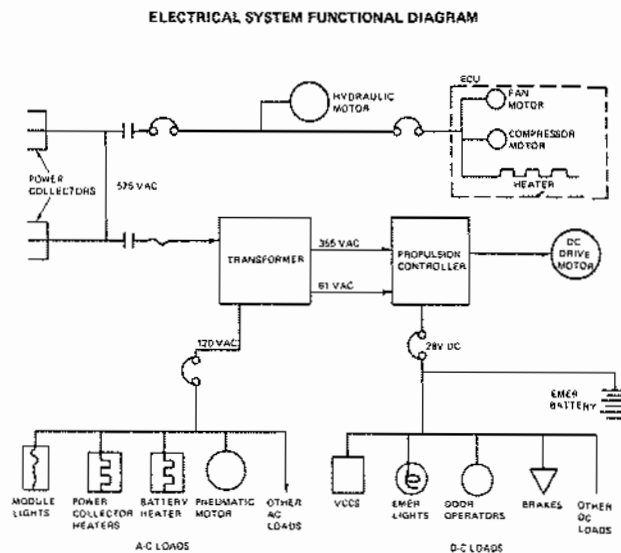 ELECTRICAL SYSTEM FUNCTIONAL DIAGRAM
ECU
HYDRAULIC
MOTOR
FAN
MOTOR
COMPRESSOR
MOTOR
HEATER
POWER
COLLECTORS
575 VAC
TRANSFORMER
355 VAC
61 VAC
PROPULSION
CONTROLLER
DC
DRIVE
MOTOR
120 VAC
28V DC
EMER
BATTERY
MODULE
LIGHTS
POWER
COLLECTOR
HEATERS
BATTERY
HEATER
PNEUMATIC
MOTOR
OTHER
AC
LOADS
VCCS
EMER
LIGHTS
DOOR
OPERATORS
BRAKES
OTHER
DC
LOADS
A-C LOADS
D-C LOADS